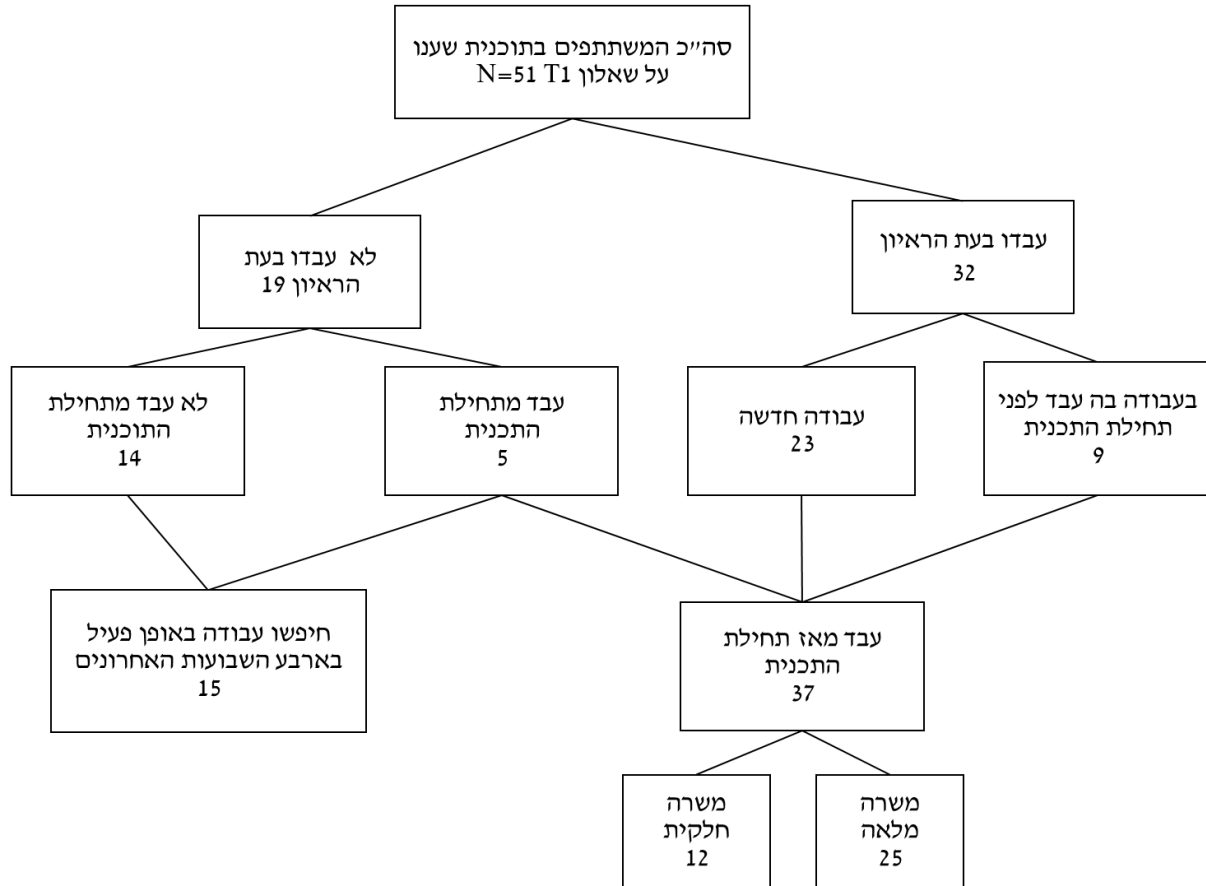 סה״כ המשתתפים בתוכנית שענו
על שאלון N=51 T1
עבדו בעת הראיון
32
לא עבדו בעת
הראיון 19
בעבודה בה עבד לפני
תחילת התכנית
9
עבודה חדשה
23
עבד מתחילת
התכנית
5
לא עבד מתחילת
התוכנית
14
עבד מאז תחילת
התכנית
37
חיפשו עבודה באופן פעיל
בארבע השבועות האחרונים
15
משרה
מלאה
25
משרה
חלקית
12